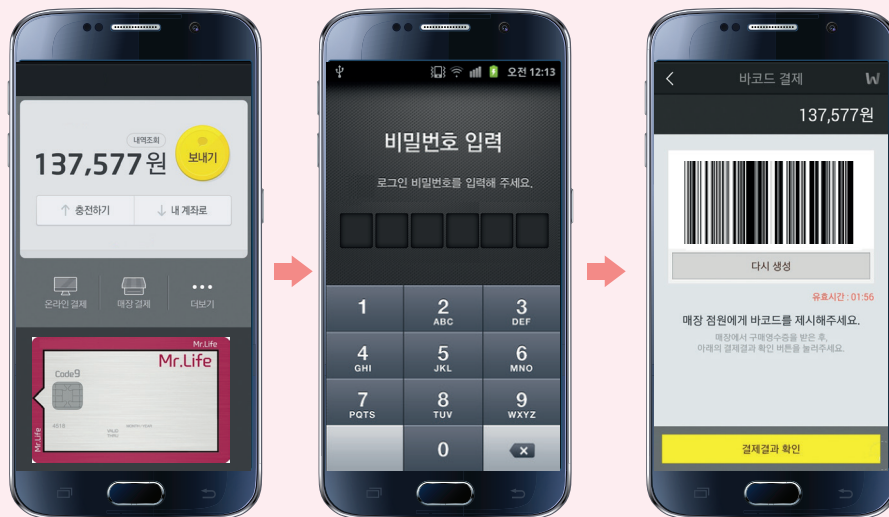 내역조회
137,577원
보내기
↑ 충전하기
↓ 내 계좌로
온라인 결제
매장 결제
더보기
Mr.Life
Mr.Life
Code9
4518
VALID THRU
MONTH/YEAR
Mr.Life
오전 12:13
비밀번호 입력
로그인 비밀번호를 입력해 주세요.
1
2
ABC
3
DEF
4
GHI
5
JKL
6
MNO
7
PQTS
8
TUV
9
WXYZ
0
바코드 결제
W
137,577원
다시 생성
유효시간 : 01:56
매장 점원에게 바코드를 제시해주세요.
매장에서 구매영수증을 받은 후,
아래의 결제결과 확인 버튼을 눌러주세요.
결제결과 확인